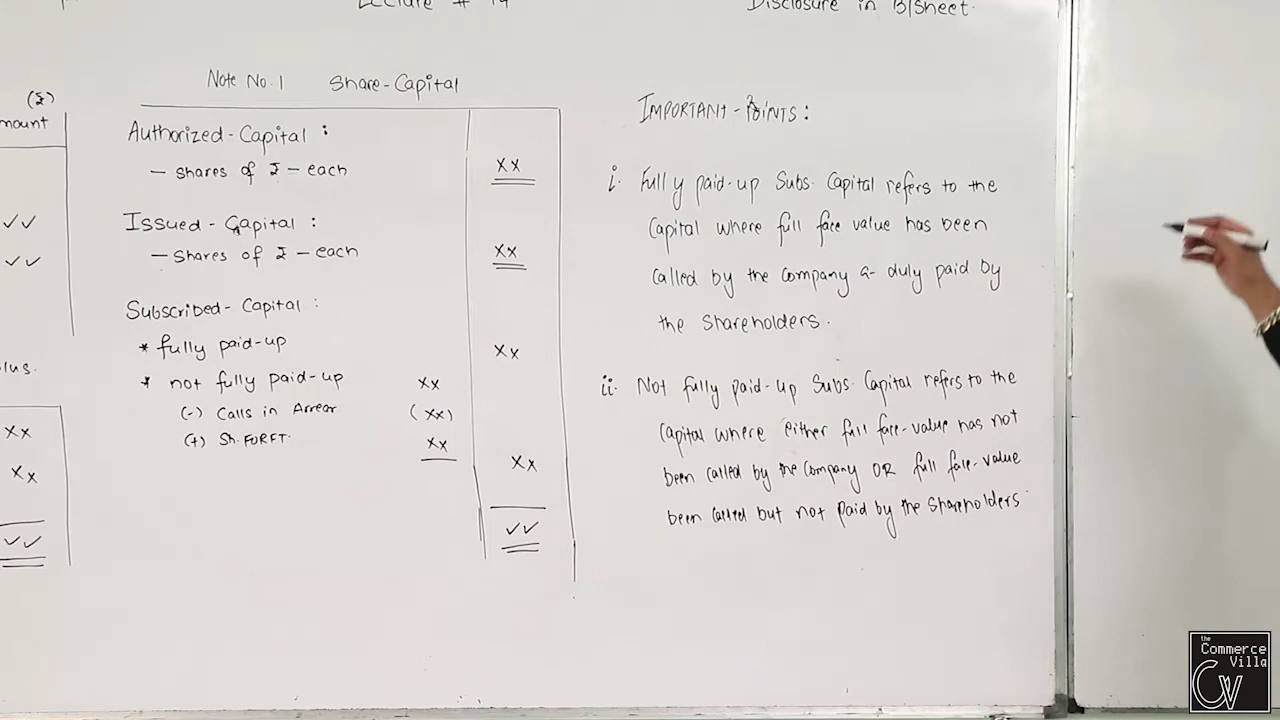 Lecture # 19
Disclosure in B/Sheet.
(₹)
mount
✓✓
✓✓
plus.
XX
XX
✓✓
Note No. 1 Share-Capital
Authorized-Capital :
— shares of ₹ — each XX
Issued-Capital :
— shares of ₹ — each XX
Subscribed-Capital :
* fully paid-up XX
* not fully paid-up XX
(-) Calls in Arrear (XX)
(+) Sh. FORFT. XX
XX
✓✓
IMPORTANT-POINTS :
i. Fully paid-up Subs. Capital refers to the
Capital where full face value has been
called by the company & duly paid by
the shareholders.
ii. Not fully paid-up Subs. Capital refers to the
Capital where either full face-value has not
been called by the Company OR full face-value
been called but not paid by the shareholders
the
Commerce
Villa
CV